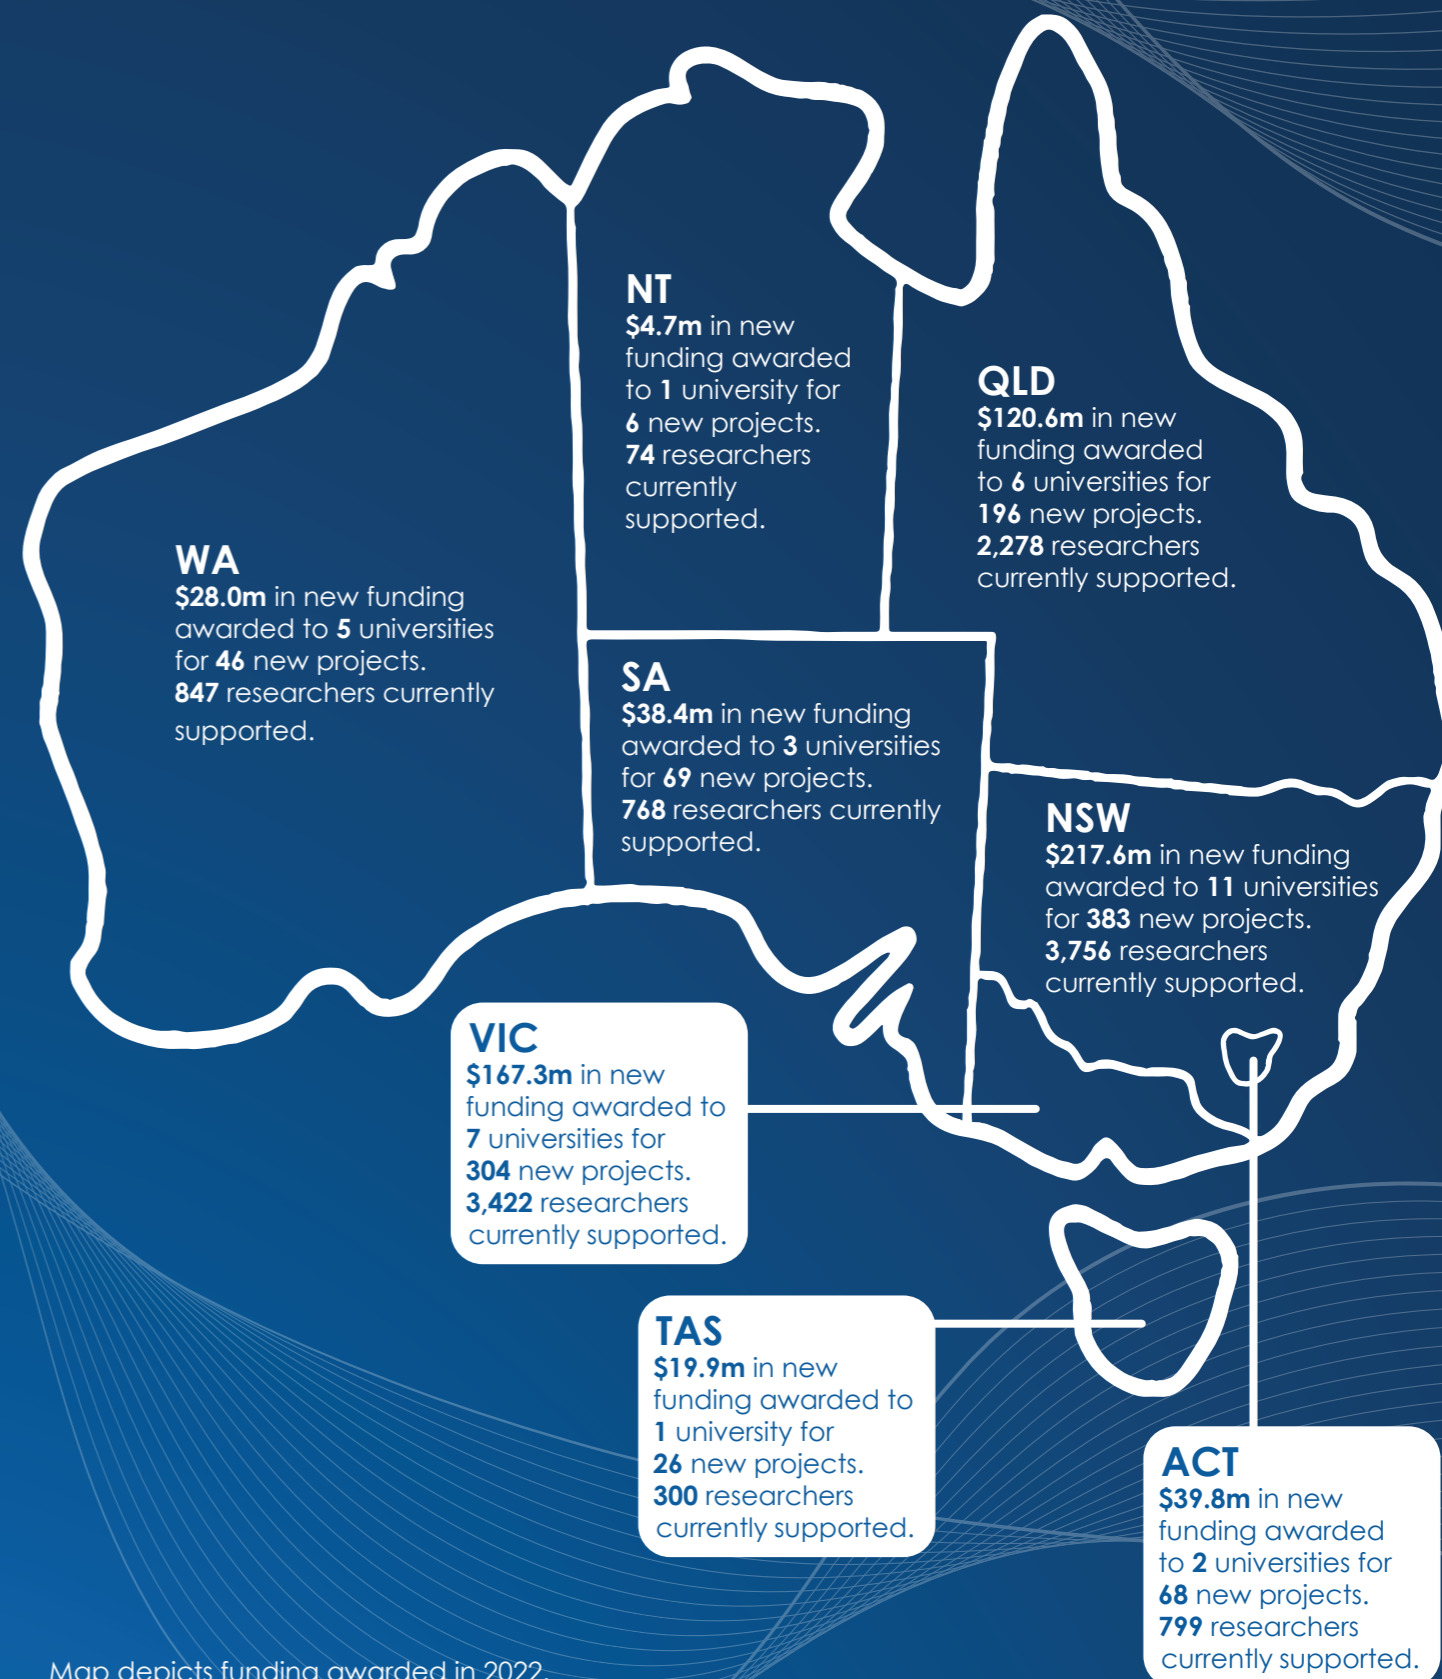 NT
$4.7m in new
funding awarded
to 1 university for
6 new projects.
74 researchers
currently
supported.
QLD
$120.6m in new
funding awarded
to 6 universities for
196 new projects.
2,278 researchers
currently supported.
WA
$28.0m in new funding
awarded to 5 universities
for 46 new projects.
847 researchers currently
supported.
SA
$38.4m in new funding
awarded to 3 universities
for 69 new projects.
768 researchers currently
supported.
NSW
$217.6m in new funding
awarded to 11 universities
for 383 new projects.
3,756 researchers
currently supported.
VIC
$167.3m in new
funding awarded to
7 universities for
304 new projects.
3,422 researchers
currently supported.
TAS
$19.9m in new
funding awarded to
1 university for
26 new projects.
300 researchers
currently supported.
ACT
$39.8m in new
funding awarded
to 2 universities for
68 new projects.
799 researchers
currently supported.
Map depicts funding awarded in 2022.